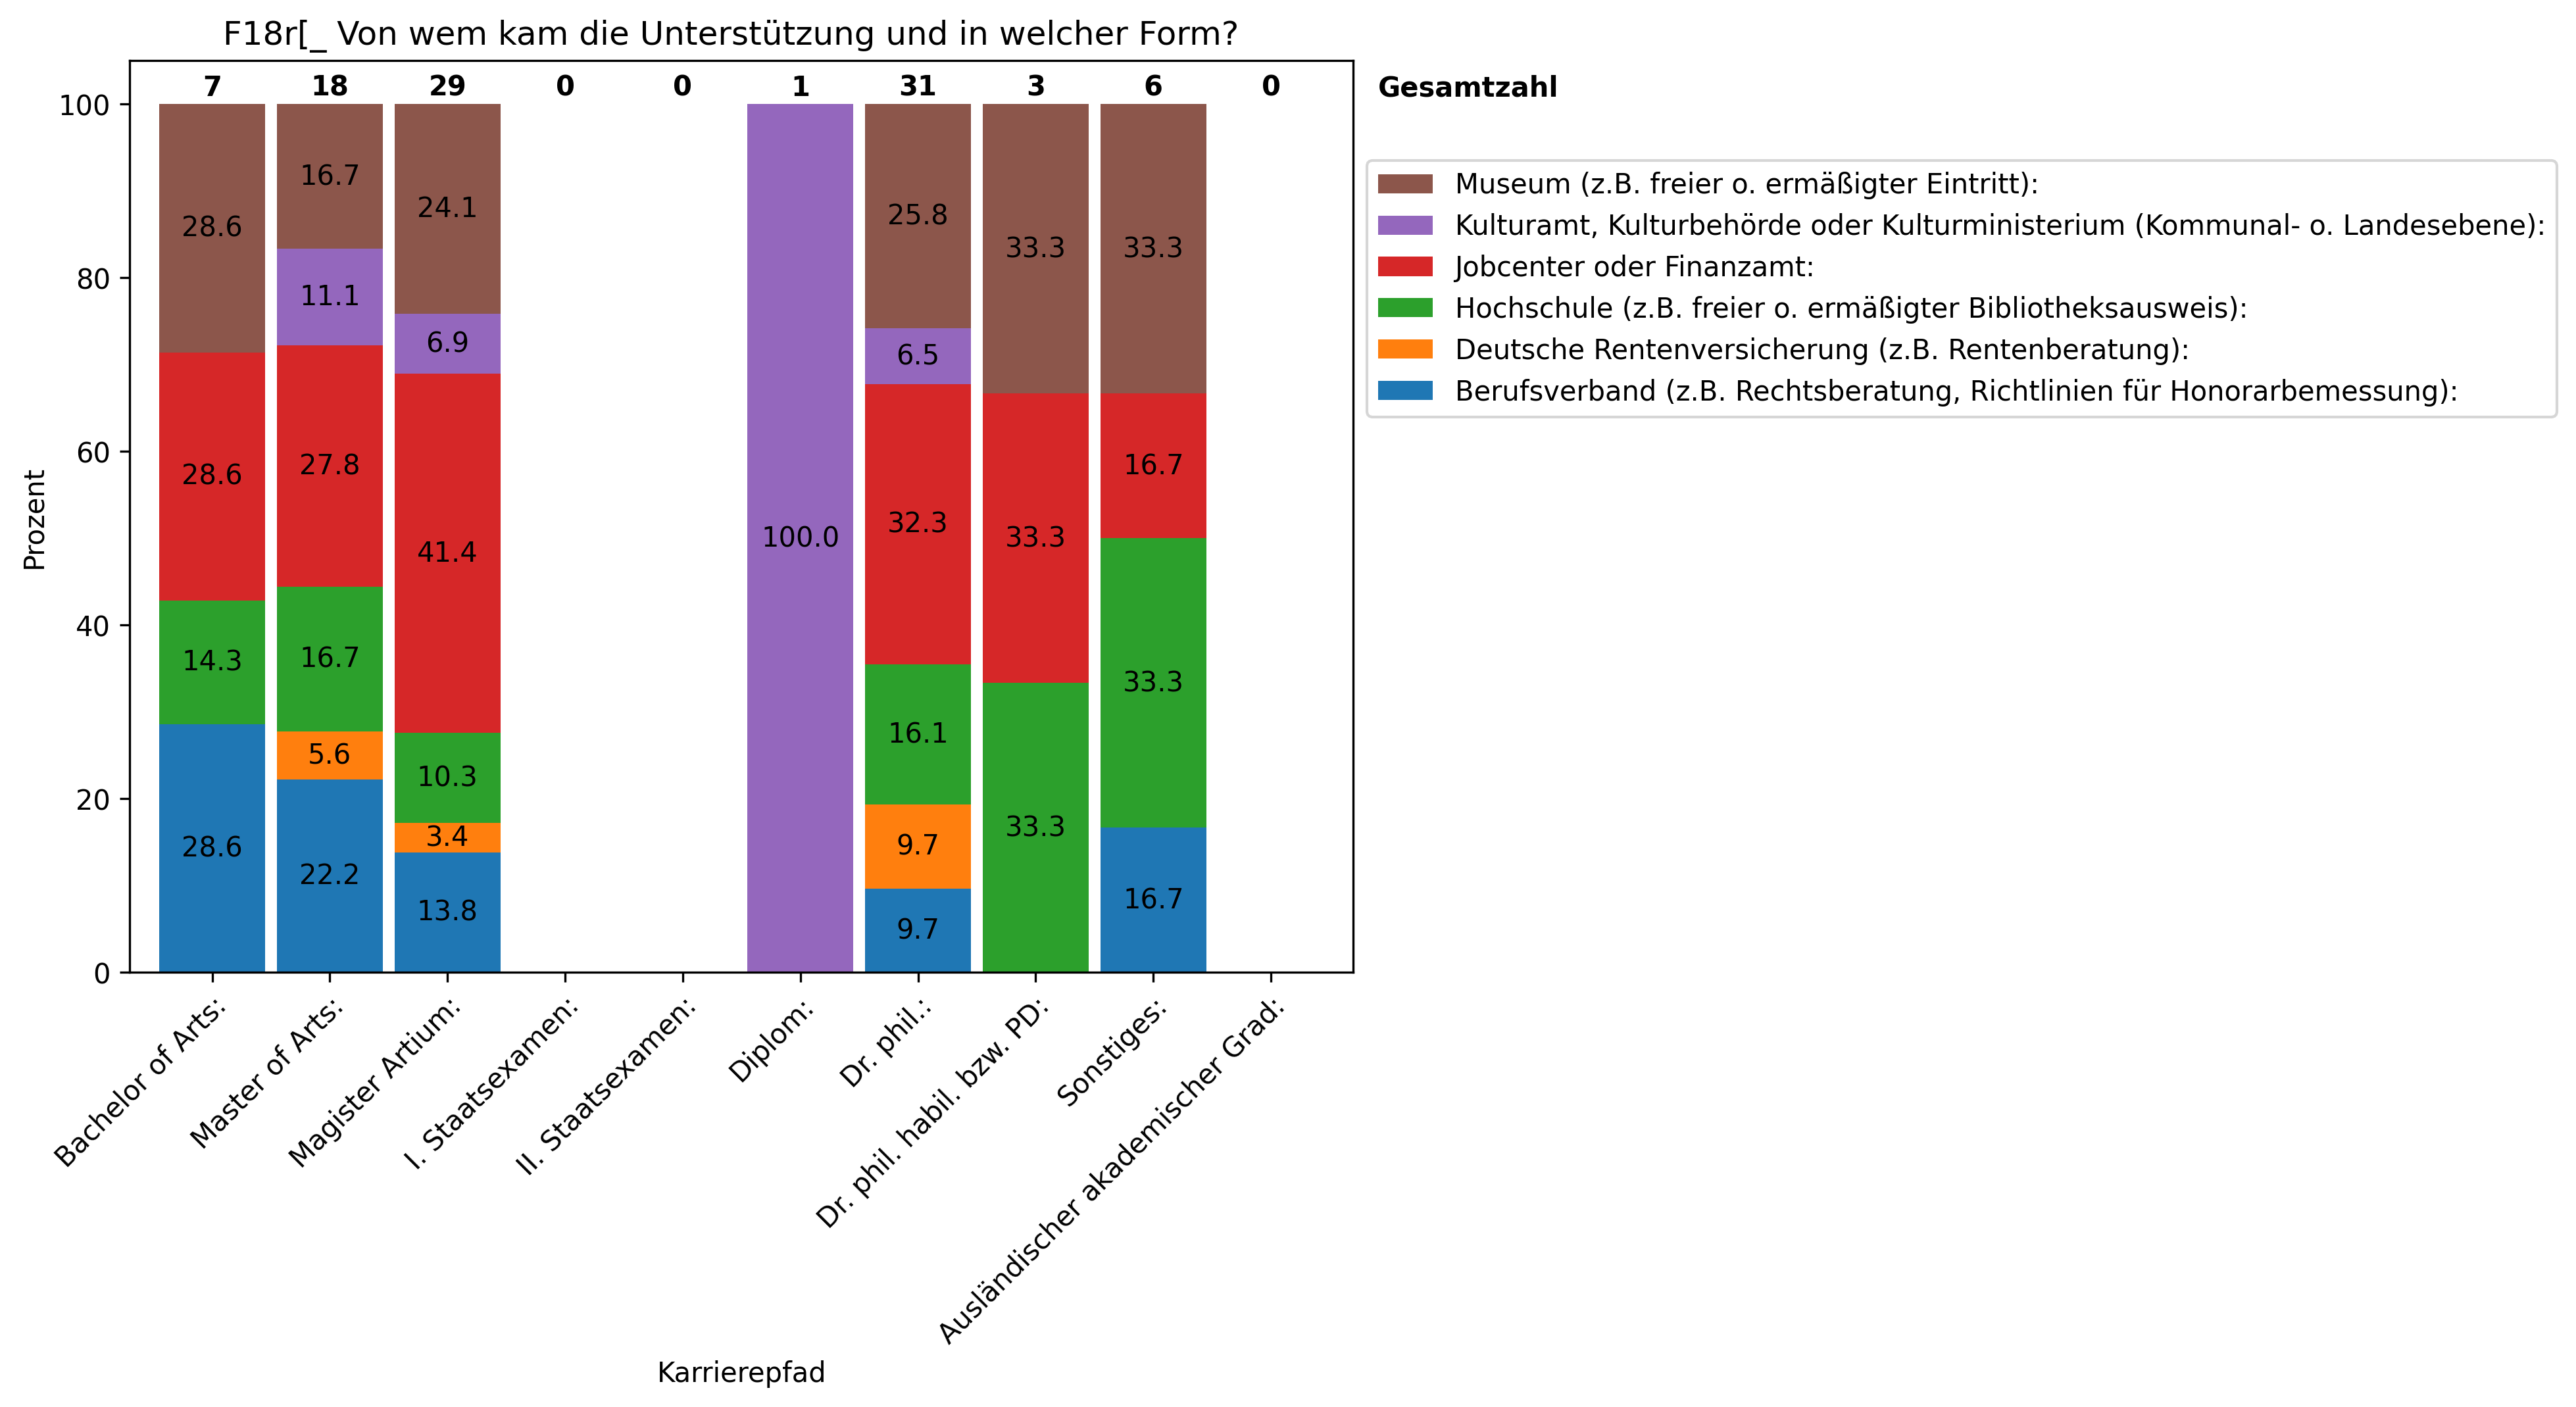 F18r[_ Von wem kam die Unterstützung und in welcher Form?
7 18 29 0 0 1 31 3 6 0
Gesamtzahl
Museum (z.B. freier o. ermäßigter Eintritt):
Kulturamt, Kulturbehörde oder Kulturministerium (Kommunal- o. Landesebene):
Jobcenter oder Finanzamt:
Hochschule (z.B. freier o. ermäßigter Bibliotheksausweis):
Deutsche Rentenversicherung (z.B. Rentenberatung):
Berufsverband (z.B. Rechtsberatung, Richtlinien für Honorarbemessung):
Prozent
100
80
60
40
20
0
28.6
28.6
14.3
28.6
16.7
11.1
27.8
16.7
5.6
22.2
24.1
6.9
41.4
10.3
3.4
13.8
100.0
25.8
6.5
32.3
16.1
9.7
9.7
33.3
33.3
33.3
33.3
16.7
33.3
16.7
Bachelor of Arts:
Master of Arts:
Magister Artium:
I. Staatsexamen:
II. Staatsexamen:
Diplom:
Dr. phil.:
Dr. phil. habil. bzw. PD:
Sonstiges:
Ausländischer akademischer Grad:
Karrierepfad